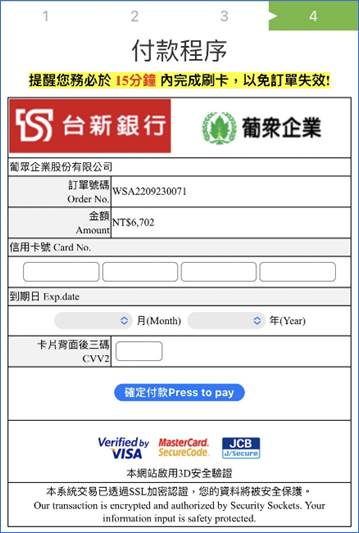 1 2 3 4
付款程序
提醒您務必於 15分鐘 內完成刷卡，以免訂單失效!
台新銀行 葡眾企業
葡眾企業股份有限公司
訂單號碼
Order No. WSA2209230071
金額
Amount NT$6,702
信用卡號 Card No.
到期日 Exp.date
月(Month) 年(Year)
卡片背面後三碼
CVV2
確定付款Press to pay
Verified by
VISA
MasterCard.
SecureCode.
JCB
J/Secure
本網站啟用3D安全驗證
本系統交易已透過SSL加密認證，您的資料將被安全保護。
Our transaction is encrypted and authorized by Security Sockets. Your
information input is safety protected.